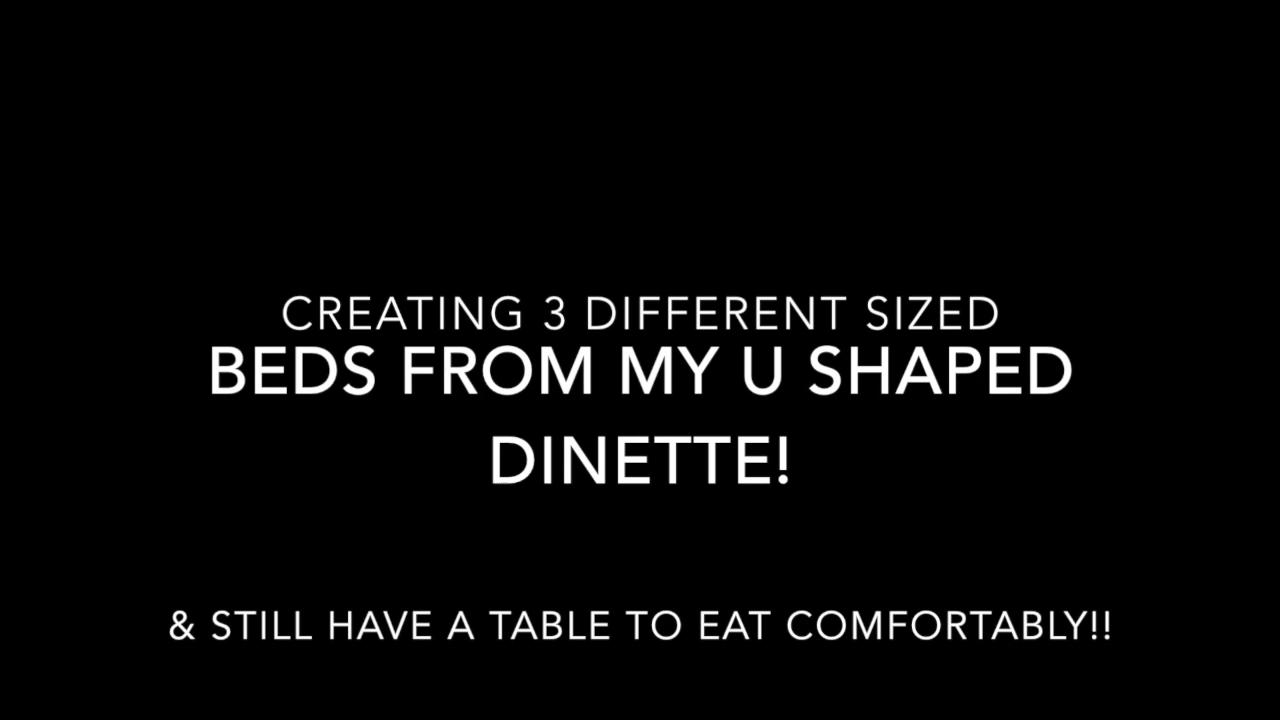 CREATING 3 DIFFERENT SIZED
BEDS FROM MY U SHAPED
DINETTE!
& STILL HAVE A TABLE TO EAT COMFORTABLY!!